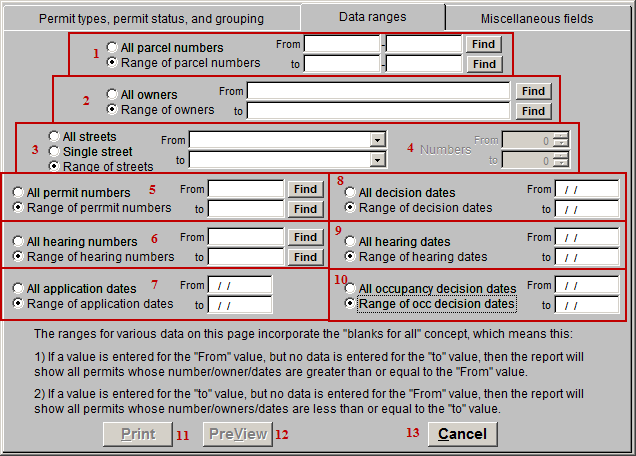 Permit types, permit status, and grouping
Data ranges
Miscellaneous fields
1
All parcel numbers
Range of parcel numbers
From - Find
to - Find
2
All owners
Range of owners
From Find
to Find
3
All streets
Single street
Range of streets
From
to
4 Numbers
From 0
to 0
5
All permit numbers
Range of perrmit numbers
From Find
to Find
8
All decision dates
Range of decision dates
From / /
to / /
6
All hearing numbers
Range of hearing numbers
From Find
to Find
9
All hearing dates
Range of hearing dates
From / /
to / /
7
All application dates
Range of application dates
From / /
to / /
10
All occupancy decision dates
Range of occ decision dates
From / /
to / /
The ranges for various data on this page incorporate the "blanks for all" concept, which means this:
1) If a value is entered for the "From" value, but no data is entered for the "to" value, then the report will
show all permits whose number/owner/dates are greater than or equal to the "From" value.
2) If a value is entered for the "to" value, but no data is entered for the "From" value, then the report will
show all permits whose number/owners/dates are less than or equal to the "to" value.
Print 11 PreView 12 13 Cancel